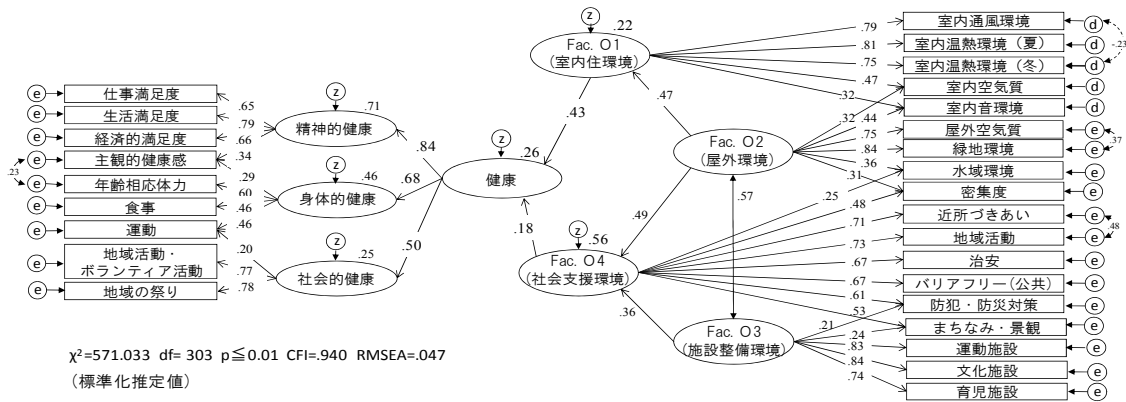 z
.22
Fac. O1
(室内住環境)
.79
.81
.75
.47
.32
室内通風環境
室内温熱環境（夏）
室内温熱環境（冬）
室内空気質
室内音環境
d
d
d
d
d
-.23
e
e
e
e
e
e
e
e
e
.23
仕事満足度
生活満足度
経済的満足度
主観的健康感
年齢相応体力
食事
運動
地域活動・
ボランティア活動
地域の祭り
.65
.79
.66
.34
.29
.60
.46
.46
.20
.77
.78
z
.71
精神的健康
z
.46
身体的健康
z
.25
社会的健康
.84
.68
.50
z
.26
健康
.43
.18
.47
Fac. O2
(屋外環境)
.32
.44
.75
.84
.36
.31
屋外空気質
緑地環境
水域環境
密集度
e
e
e
e
.37
.49
.57
z
.56
Fac. O4
(社会支援環境)
.25
.48
.71
.73
.67
.67
.61
.53
近所づきあい
地域活動
治安
バリアフリー(公共)
防犯・防災対策
まちなみ・景観
運動施設
文化施設
育児施設
e
e
e
e
e
e
e
e
e
.48
.36
Fac. O3
(施設整備環境)
.21
.24
.83
.84
.74
χ²=571.033 df= 303 p≦0.01 CFI=.940 RMSEA=.047
（標準化推定値）